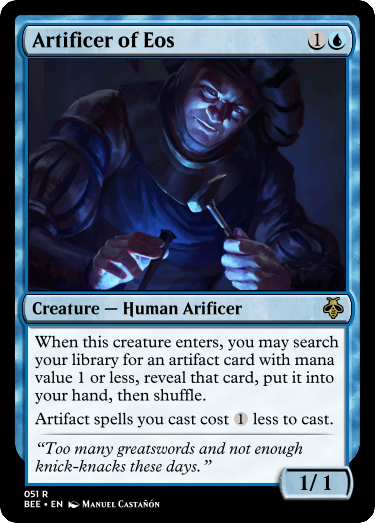 Artificer of Eos 1
Creature — Human Arificer
When this creature enters, you may search
your library for an artifact card with mana
value 1 or less, reveal that card, put it into
your hand, then shuffle.
Artifact spells you cast cost 1 less to cast.
“Too many greatswords and not enough
knick-knacks these days.”
1/1
051 R
BEE • EN Manuel Castañón